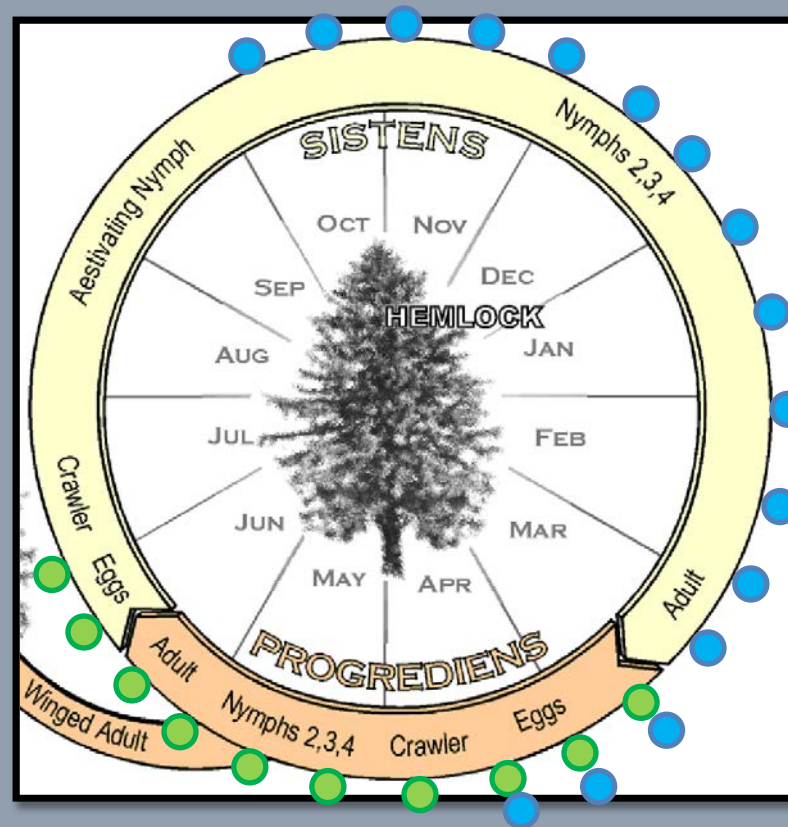 SISTENS
Nymphs 2,3,4
Aestivating Nymph
OCT
NOV
SEP
DEC
HEMLOCK
AUG
JAN
JUL
FEB
Crawler
JUN
MAR
Eggs
MAY
APR
Adult
PROGREDIENS
Adult
Nymphs 2,3,4
Crawler
Eggs
Winged Adult